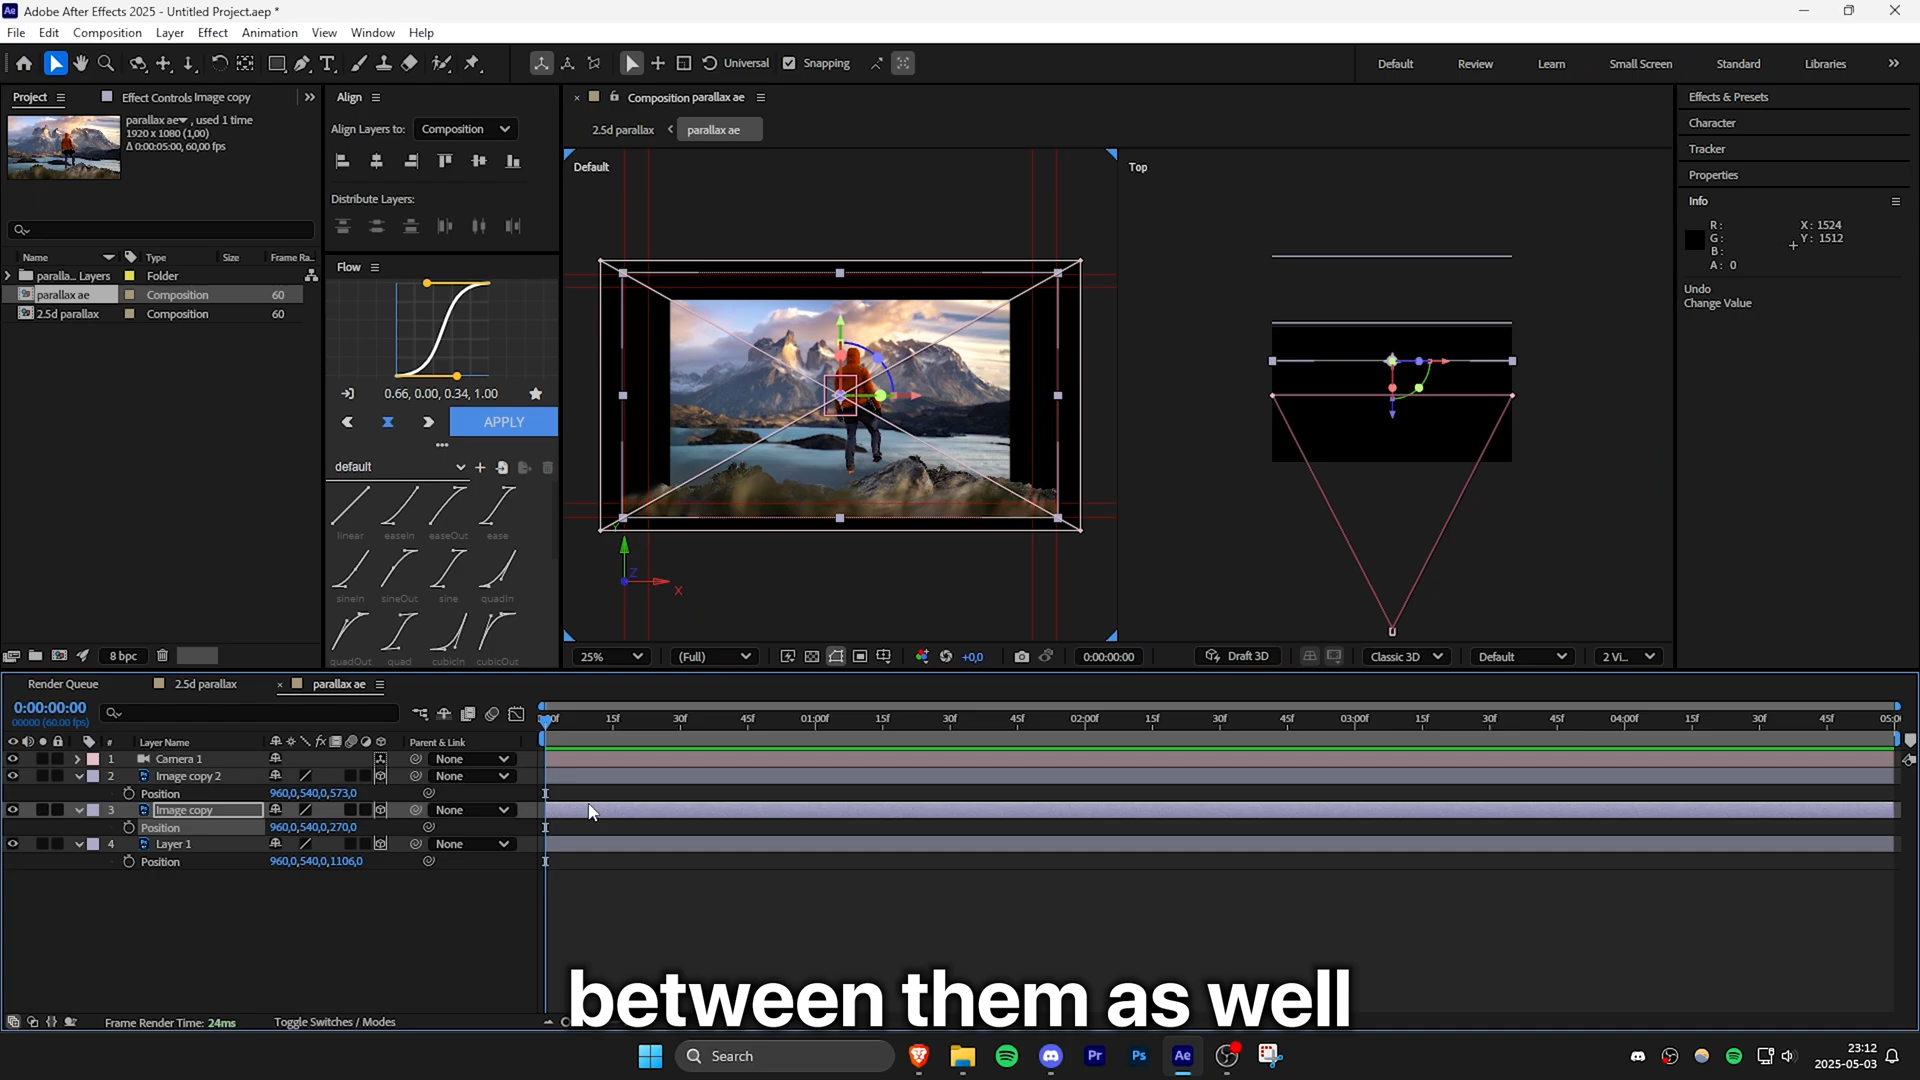 Adobe After Effects 2025 - Untitled Project.aep *
File Edit Composition Layer Effect Animation View Window Help
Universal Snapping Default Review Learn Small Screen Standard Libraries
Project Effect Controls Image copy
parallax ae, used 1 time
1920 x 1080 (1,00)
Δ 0:00:05:00, 60,00 fps
Name Type Size Frame Ra...
paralla... Layers Folder
parallax ae Composition 60
2.5d parallax Composition 60
8 bpc
Align
Align Layers to: Composition
Distribute Layers:
Flow
0.66, 0.00, 0.34, 1.00
APPLY
default
linear easeIn easeOut ease
sineIn sineOut sine quadIn
quadOut quad cubicIn cubicOut
Composition parallax ae
2.5d parallax parallax ae
Default
Top
Y
Z
X
25% (Full) +0,0 0:00:00:00 Draft 3D Classic 3D Default 2 Vi...
Effects & Presets
Character
Tracker
Properties
Info
R: X: 1524
G: Y: 1512
B:
A: 0
Undo
Change Value
Render Queue 2.5d parallax parallax ae
0:00:00:00
00000 (60.00 fps)
:00f 15f 30f 45f 01:00f 15f 30f 45f 02:00f 15f 30f 45f 03:00f 15f 30f 45f 04:00f 15f 30f 45f 05:0
# Layer Name Parent & Link
1 Camera 1 None
2 Image copy 2 None
Position 960,0,540,0,573,0
3 Image copy None
Position 960,0,540,0,270,0
4 Layer 1 None
Position 960,0,540,0,1106,0
between them as well
Frame Render Time: 24ms Toggle Switches / Modes
Search
Pr
Ps
Ae
23:12
2025-05-03